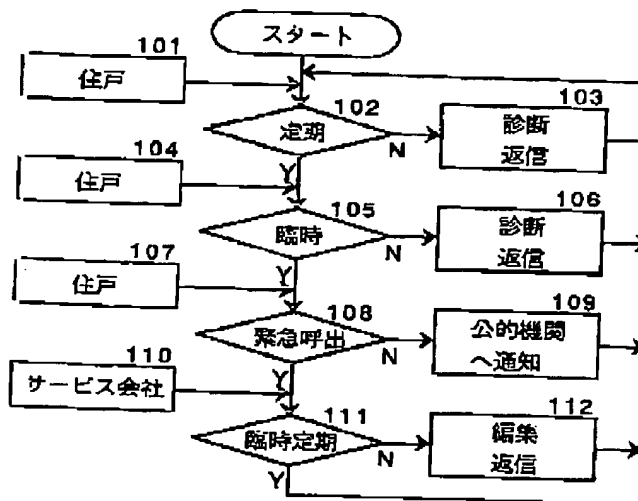 スタート
101
住戸
102
定期
N
103
診断
返信
104
住戸
Y
105
臨時
N
106
診断
返信
107
住戸
Y
108
緊急呼出
N
109
公的機関
へ通知
110
サービス会社
Y
111
臨時定期
N
112
編集
返信
Y